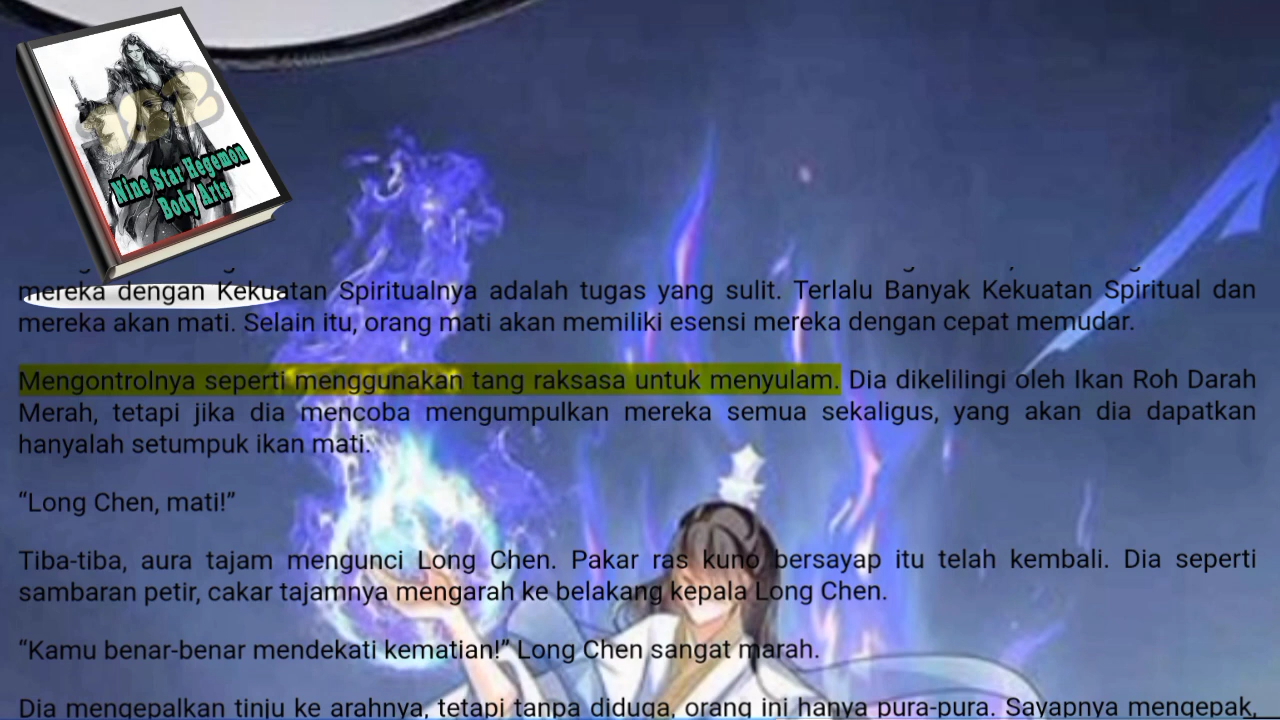 Nine Star Hegemon
Body Arts
mereka dengan Kekuatan Spiritualnya adalah tugas yang sulit. Terlalu Banyak Kekuatan Spiritual dan
mereka akan mati. Selain itu, orang mati akan memiliki esensi mereka dengan cepat memudar.
Mengontrolnya seperti menggunakan tang raksasa untuk menyulam. Dia dikelilingi oleh Ikan Roh Darah
Merah, tetapi jika dia mencoba mengumpulkan mereka semua sekaligus, yang akan dia dapatkan
hanyalah setumpuk ikan mati.
“Long Chen, mati!”
Tiba-tiba, aura tajam mengunci Long Chen. Pakar ras kuno bersayap itu telah kembali. Dia seperti
sambaran petir, cakar tajamnya mengarah ke belakang kepala Long Chen.
“Kamu benar-benar mendekati kematian!” Long Chen sangat marah.
Dia mengepalkan tinju ke arahnya, tetapi tanpa diduga, orang ini hanya pura-pura. Sayapnya mengepak,